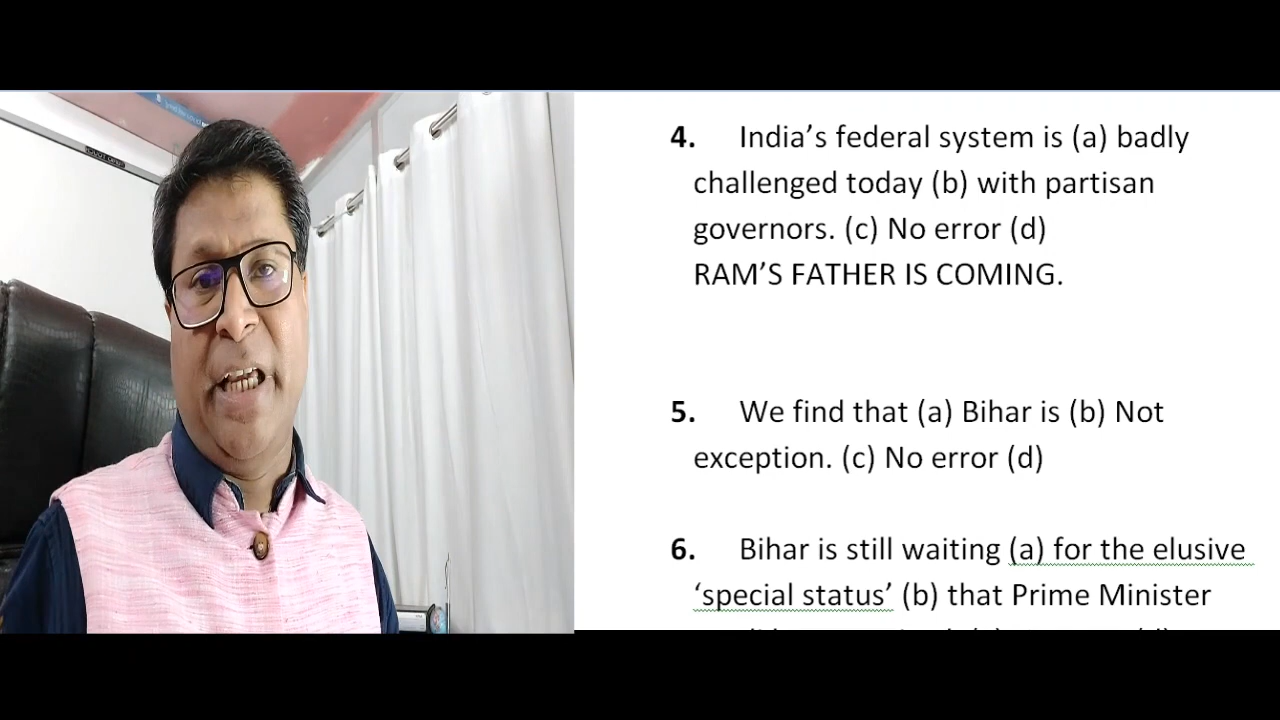 4. India’s federal system is (a) badly
challenged today (b) with partisan
governors. (c) No error (d)
RAM’S FATHER IS COMING.
5. We find that (a) Bihar is (b) Not
exception. (c) No error (d)
6. Bihar is still waiting (a) for the elusive
‘special status’ (b) that Prime Minister